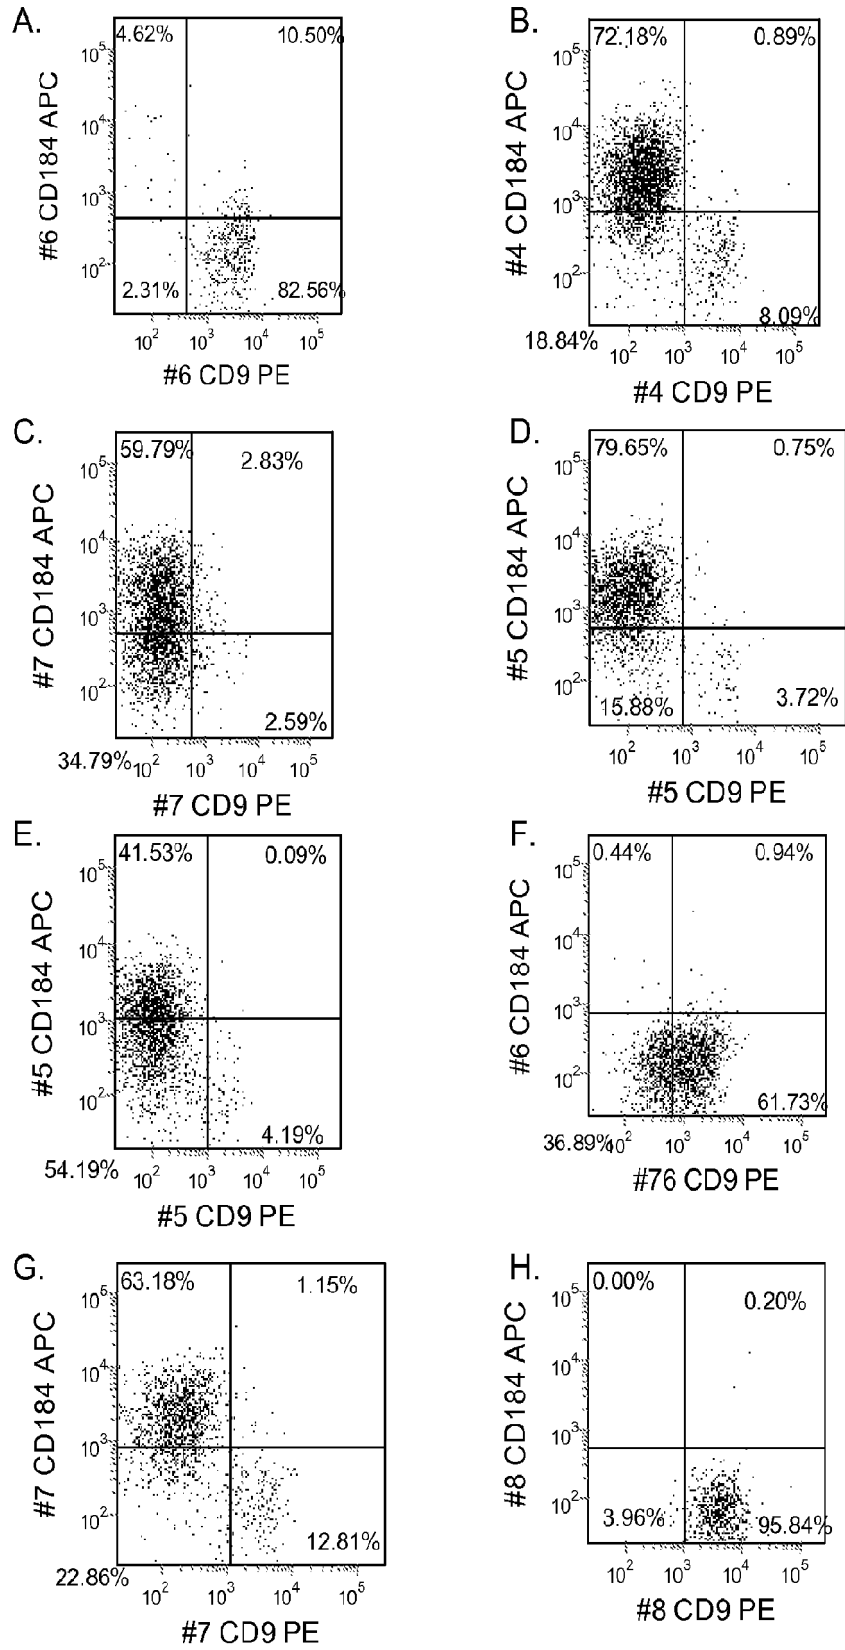 A.
4.62%
10.50%
10⁵
10⁴
10³
10²
#6 CD184 APC
2.31%
82.56%
10² 10³ 10⁴ 10⁵
#6 CD9 PE
B.
72.18%
0.89%
10⁵
10⁴
10³
10²
#4 CD184 APC
8.09%
18.84%
10² 10³ 10⁴ 10⁵
#4 CD9 PE
C.
59.79%
2.83%
10⁵
10⁴
10³
10²
#7 CD184 APC
2.59%
34.79%
10² 10³ 10⁴ 10⁵
#7 CD9 PE
D.
79.65%
0.75%
10⁵
10⁴
10³
10²
#5 CD184 APC
15.88%
3.72%
10² 10³ 10⁴ 10⁵
#5 CD9 PE
E.
41.53%
0.09%
10⁵
10⁴
10³
10²
#5 CD184 APC
4.19%
54.19%
10² 10³ 10⁴ 10⁵
#5 CD9 PE
F.
0.44%
0.94%
10⁵
10⁴
10³
10²
#6 CD184 APC
61.73%
36.89%
10² 10³ 10⁴ 10⁵
#76 CD9 PE
G.
63.18%
1.15%
10⁵
10⁴
10³
10²
#7 CD184 APC
12.81%
22.86%
10² 10³ 10⁴ 10⁵
#7 CD9 PE
H.
0.00%
0.20%
10⁵
10⁴
10³
10²
#8 CD184 APC
3.96%
95.84%
10² 10³ 10⁴ 10⁵
#8 CD9 PE